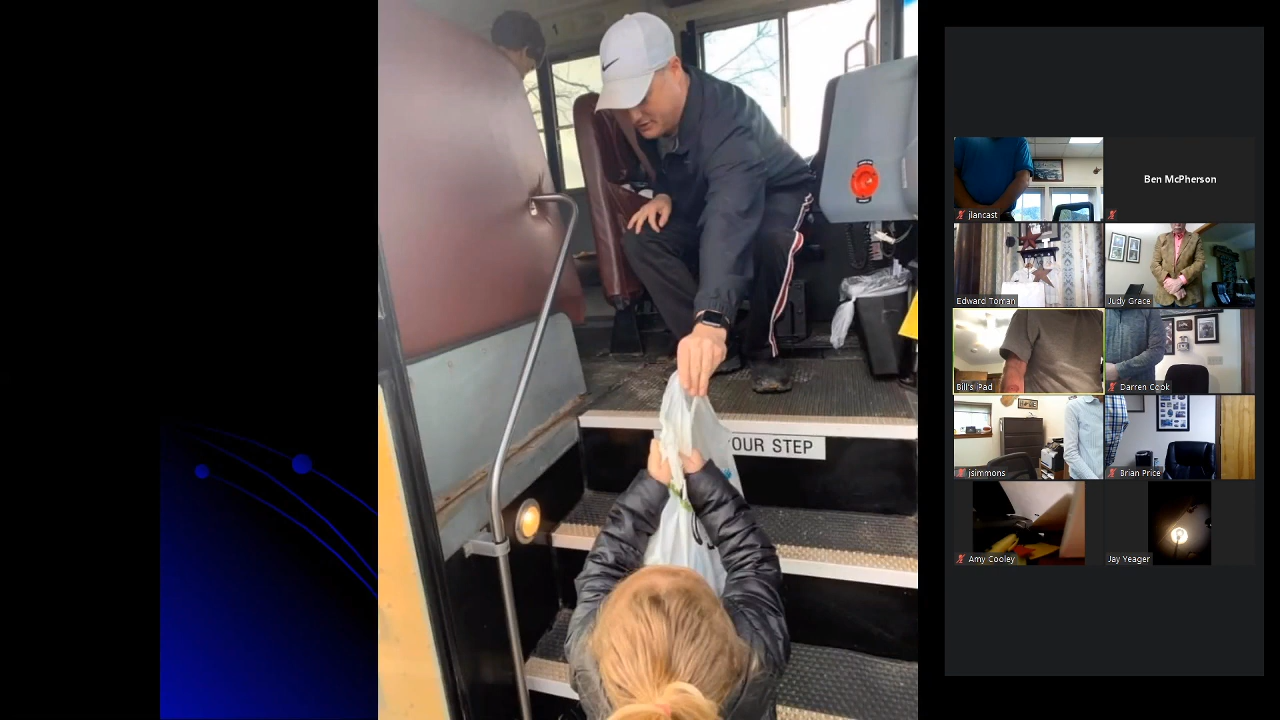 YOUR STEP
jlancast
Ben McPherson
Edward Toman
Judy Grace
Bill's iPad
Darren Cook
jsimmons
Brian Price
Amy Cooley
Jay Yeager